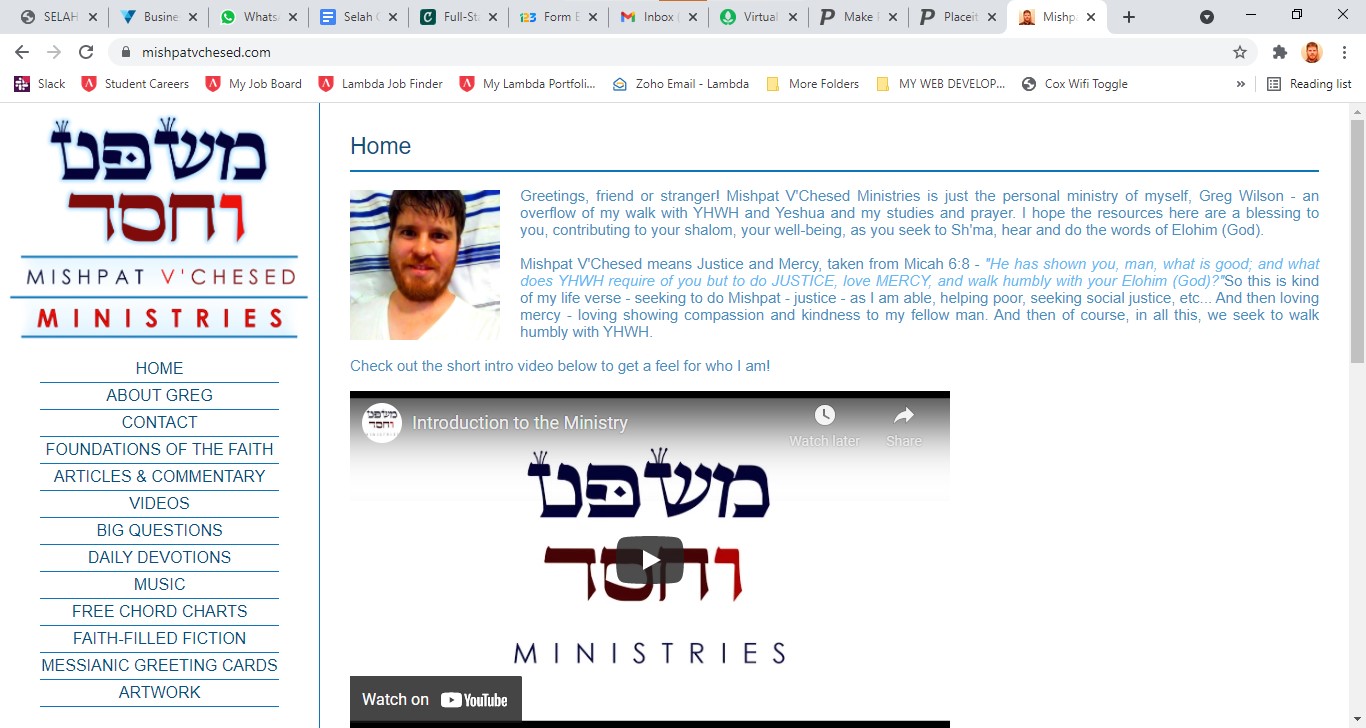 SELAH
Busine
Whats
Selah
Full-St
Form E
Inbox
Virtual
Make
Placeit
Mishpa
mishpatvchesed.com
Slack
Student Careers
My Job Board
Lambda Job Finder
My Lambda Portfoli...
Zoho Email - Lambda
More Folders
MY WEB DEVELOP...
Cox Wifi Toggle
»
Reading list
משפט
וחסד
MISHPAT V'CHESED
MINISTRIES
HOME
ABOUT GREG
CONTACT
FOUNDATIONS OF THE FAITH
ARTICLES & COMMENTARY
VIDEOS
BIG QUESTIONS
DAILY DEVOTIONS
MUSIC
FREE CHORD CHARTS
FAITH-FILLED FICTION
MESSIANIC GREETING CARDS
ARTWORK
Home
Greetings, friend or stranger! Mishpat V'Chesed Ministries is just the personal ministry of myself, Greg Wilson - an
overflow of my walk with YHWH and Yeshua and my studies and prayer. I hope the resources here are a blessing to
you, contributing to your shalom, your well-being, as you seek to Sh'ma, hear and do the words of Elohim (God).
Mishpat V'Chesed means Justice and Mercy, taken from Micah 6:8 - "He has shown you, man, what is good; and what
does YHWH require of you but to do JUSTICE, love MERCY, and walk humbly with your Elohim (God)?"So this is kind
of my life verse - seeking to do Mishpat - justice - as I am able, helping poor, seeking social justice, etc... And then loving
mercy - loving showing compassion and kindness to my fellow man. And then of course, in all this, we seek to walk
humbly with YHWH.
Check out the short intro video below to get a feel for who I am!
משפט
וחסד
Introduction to the Ministry
Watch later
Share
משפט
וחסד
MINISTRIES
Watch on YouTube